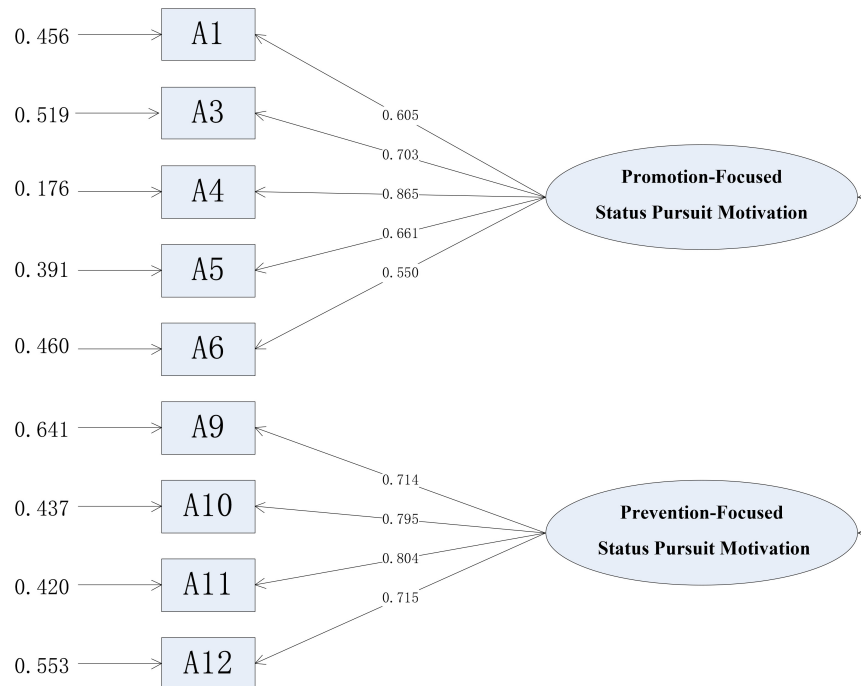 0.456
A1
0.605
0.519
A3
0.703
0.176
A4
0.865
Promotion-Focused
Status Pursuit Motivation
0.391
A5
0.661
0.460
A6
0.550
0.641
A9
0.714
0.437
A10
0.795
Prevention-Focused
Status Pursuit Motivation
0.420
A11
0.804
0.553
A12
0.715